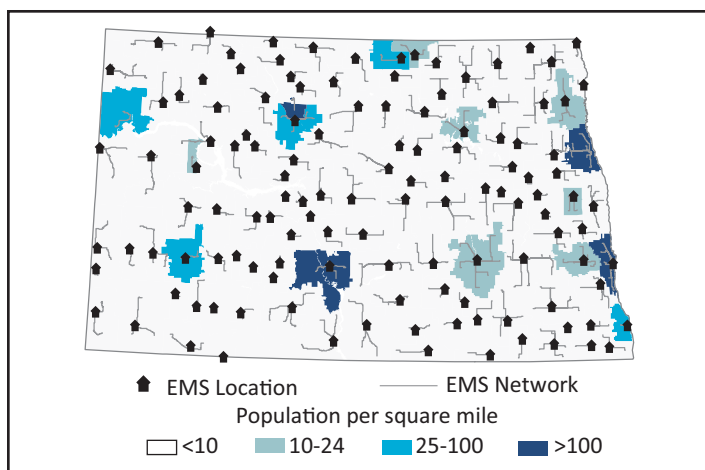 EMS Location EMS Network
Population per square mile
<10 10-24 25-100 >100